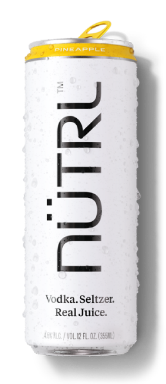 PINEAPPLE
NÜTRL™
Vodka. Seltzer.
Real Juice.